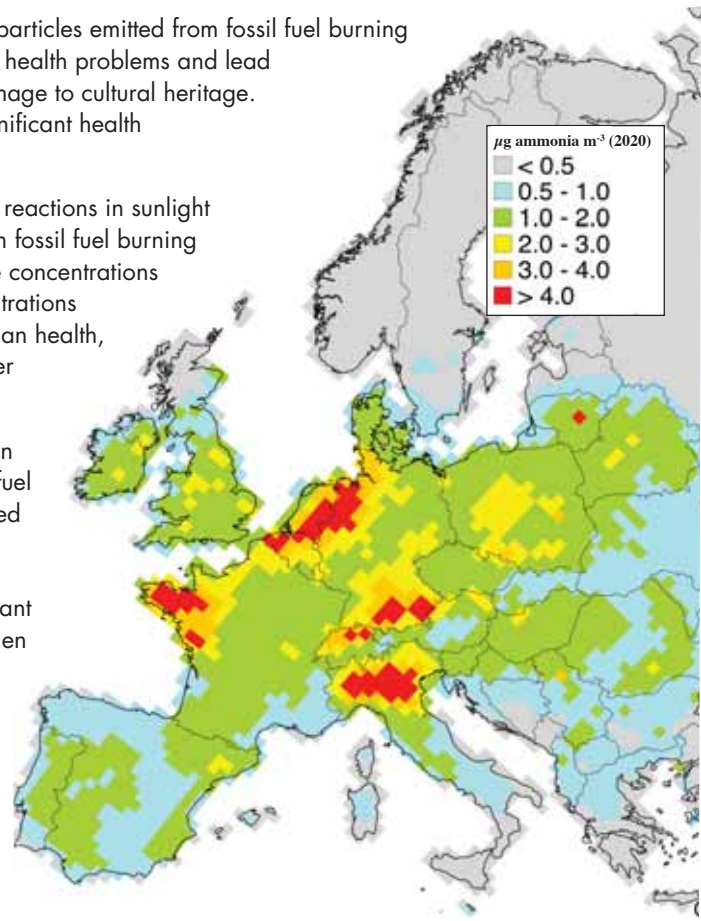 particles emitted from fossil fuel burning
health problems and lead
mage to cultural heritage.
nificant health
reactions in sunlight
fossil fuel burning
concentrations
trations
an health,
er
fuel
ed
ant
en
µg ammonia m-3 (2020)
< 0.5
0.5 - 1.0
1.0 - 2.0
2.0 - 3.0
3.0 - 4.0
> 4.0